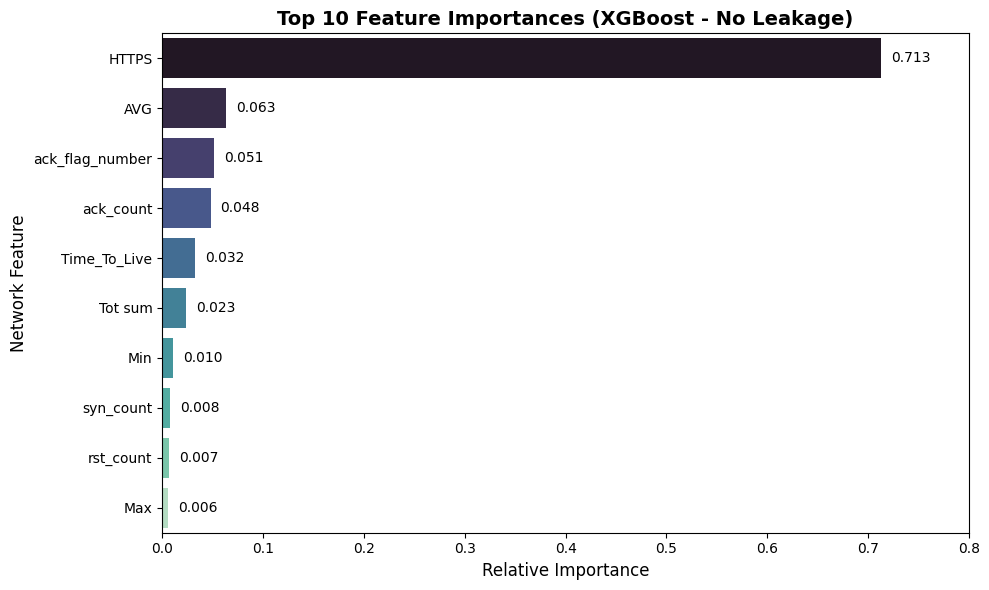 Top 10 Feature Importances (XGBoost - No Leakage)
Network Feature
HTTPS 0.713
AVG 0.063
ack_flag_number 0.051
ack_count 0.048
Time_To_Live 0.032
Tot sum 0.023
Min 0.010
syn_count 0.008
rst_count 0.007
Max 0.006
0.0 0.1 0.2 0.3 0.4 0.5 0.6 0.7 0.8
Relative Importance